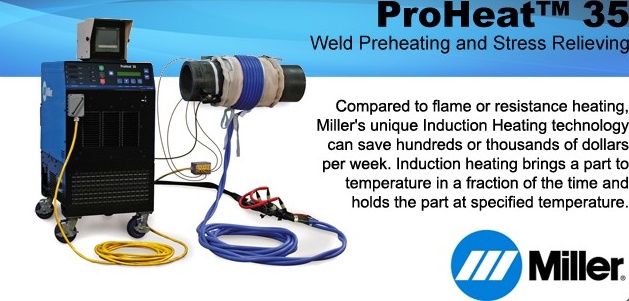 ProHeat™ 35
Weld Preheating and Stress Relieving
ProHeat 35
Compared to flame or resistance heating,
Miller's unique Induction Heating technology
can save hundreds or thousands of dollars
per week. Induction heating brings a part to
temperature in a fraction of the time and
holds the part at specified temperature.
Miller.